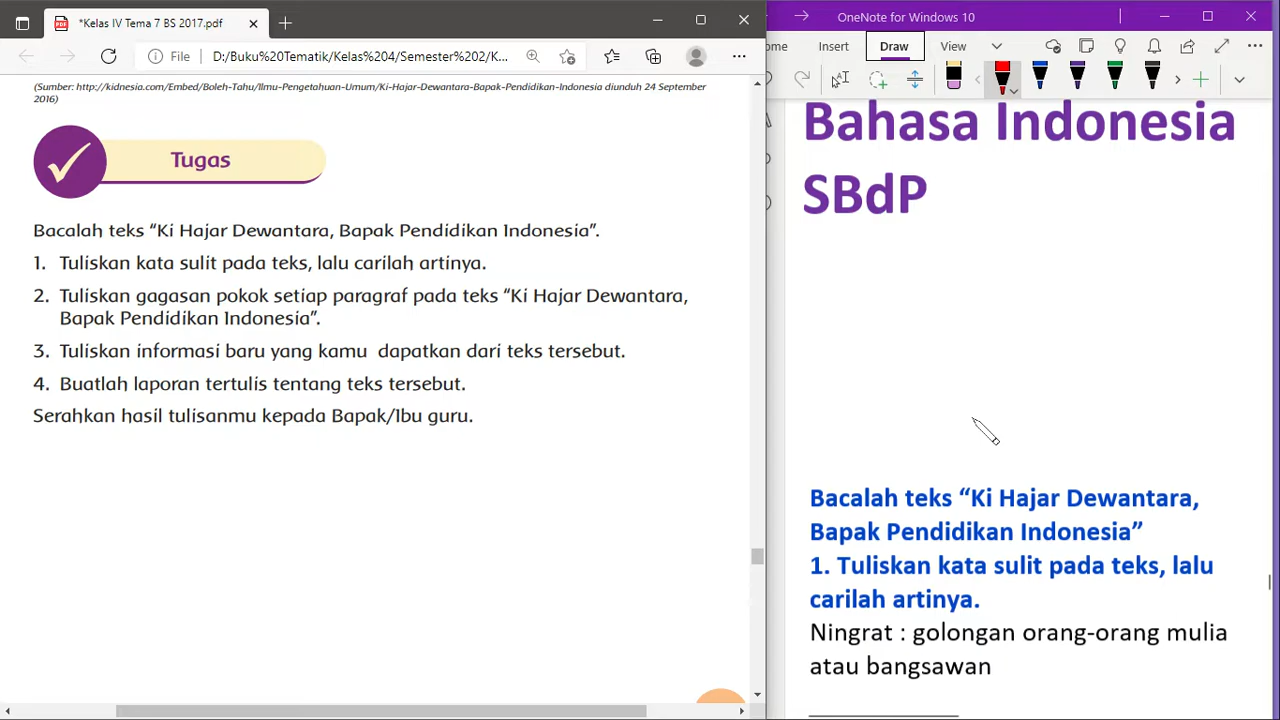 *Kelas IV Tema 7 BS 2017.pdf
OneNote for Windows 10
File
D:/Buku%20Tematik/Kelas%204/Semester%202/K...
ome Insert Draw View
(Sumber: http://kidnesia.com/Embed/Boleh-Tahu/Ilmu-Pengetahuan-Umum/Ki-Hajar-Dewantara-Bapak-Pendidikan-Indonesia diunduh 24 September
2016)
Tugas
Bacalah teks “Ki Hajar Dewantara, Bapak Pendidikan Indonesia”.
1. Tuliskan kata sulit pada teks, lalu carilah artinya.
2. Tuliskan gagasan pokok setiap paragraf pada teks “Ki Hajar Dewantara,
Bapak Pendidikan Indonesia”.
3. Tuliskan informasi baru yang kamu dapatkan dari teks tersebut.
4. Buatlah laporan tertulis tentang teks tersebut.
Serahkan hasil tulisanmu kepada Bapak/Ibu guru.
Bahasa Indonesia
SBdP
Bacalah teks “Ki Hajar Dewantara,
Bapak Pendidikan Indonesia”
1. Tuliskan kata sulit pada teks, lalu
carilah artinya.
Ningrat : golongan orang-orang mulia
atau bangsawan